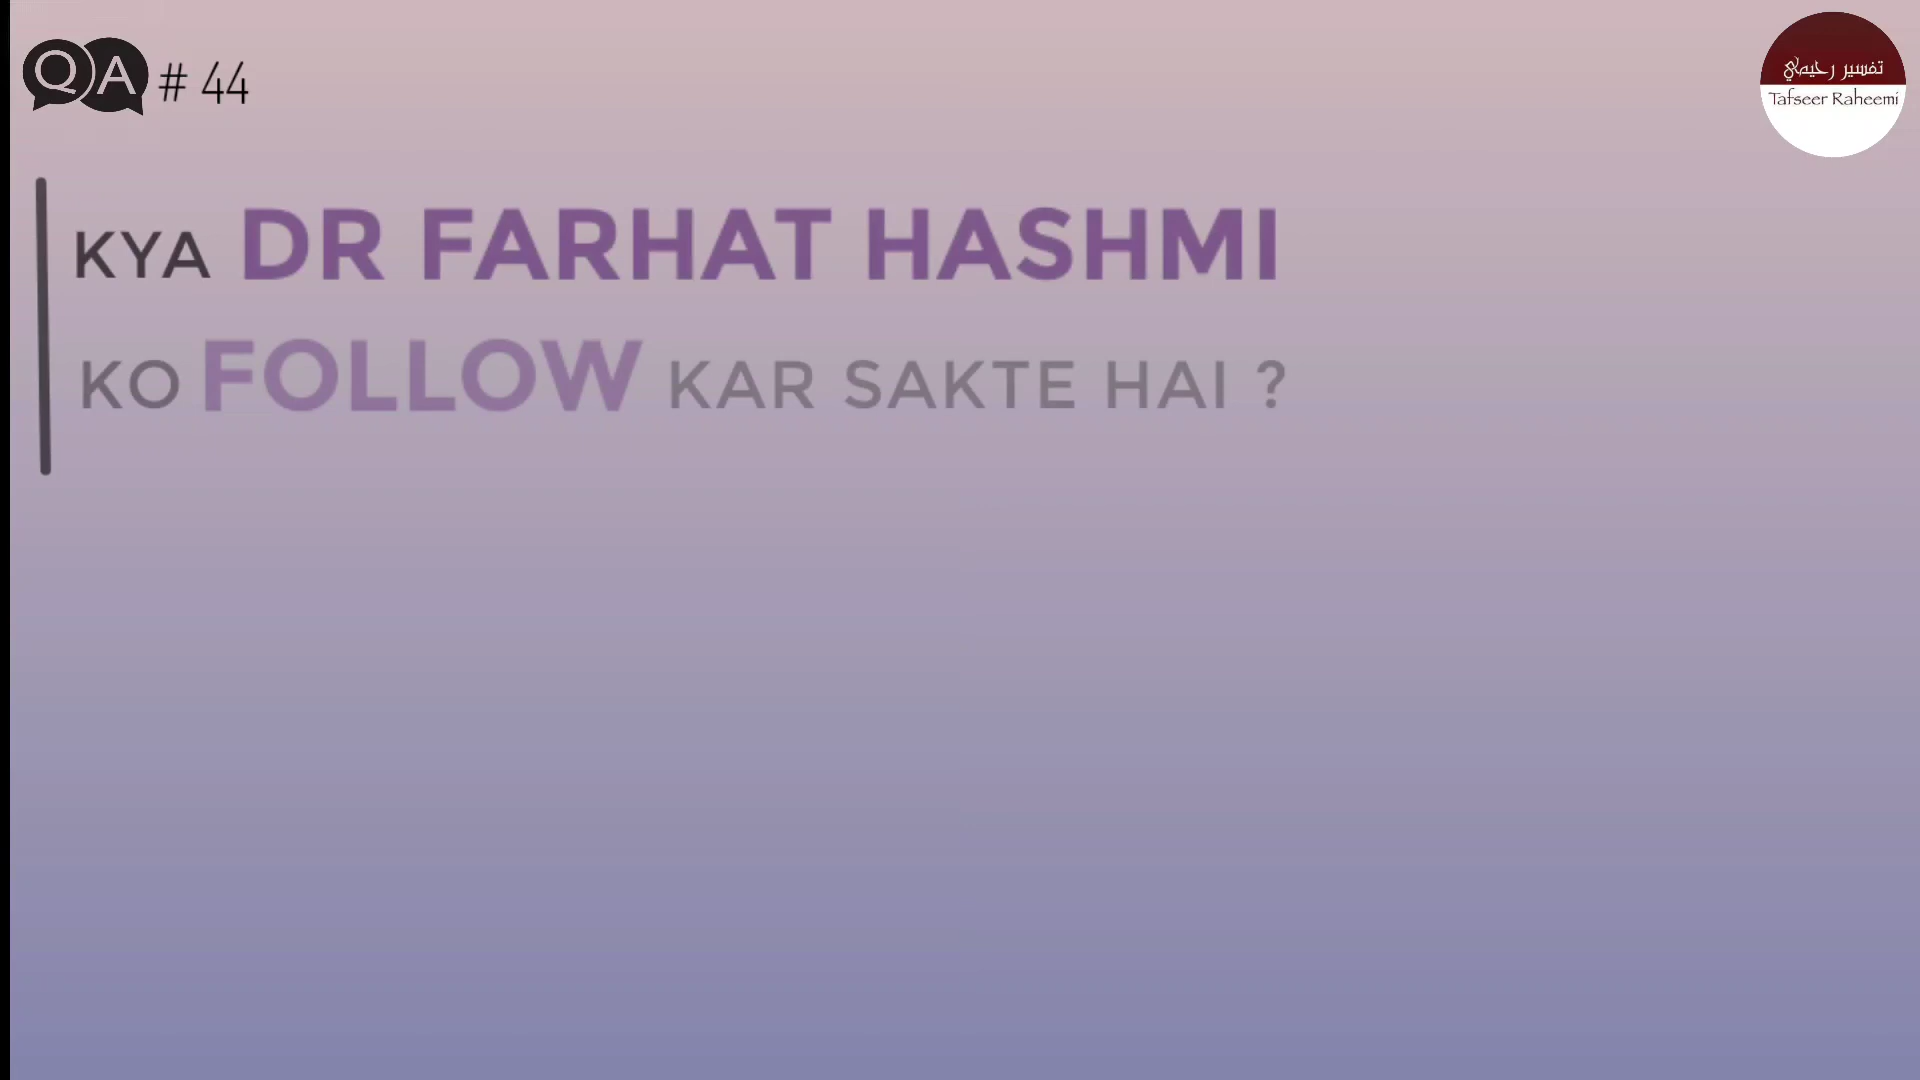 QA # 44
تفسير رحيمي
Tafseer Raheemi
KYA DR FARHAT HASHMI
KO FOLLOW KAR SAKTE HAI ?